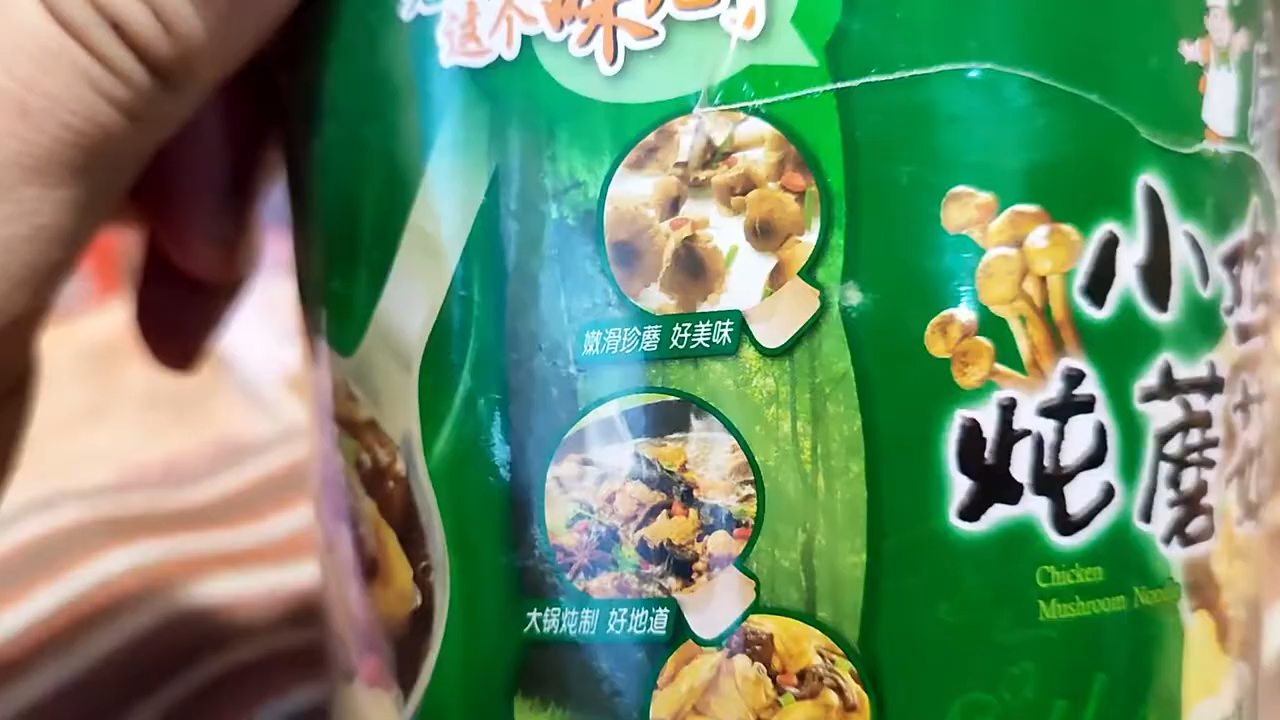 这个味
嫩滑珍蘑 好美味
大锅炖制 好地道
小鸡
炖蘑
Chicken
Mushroom Noodle